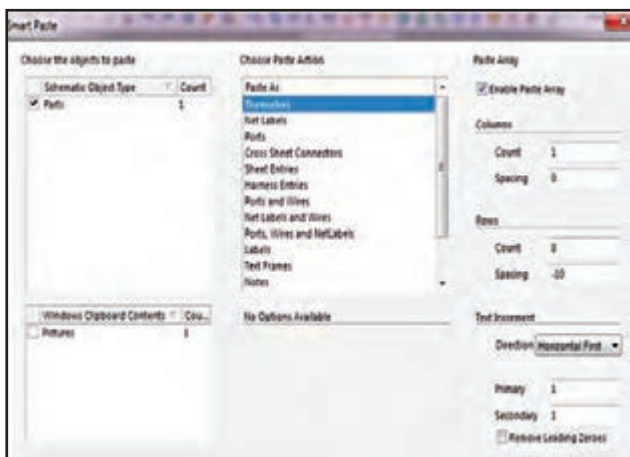 Smart Paste
Choose the objects to paste
Schematic Object Type Count
Parts 1
Windows Clipboard Contents Cou...
Pictures 1
Choose Paste Action
Paste As
Themselves
Net Labels
Ports
Cross Sheet Connectors
Sheet Entries
Harness Entries
Ports and Wires
Net Labels and Wires
Ports, Wires and NetLabels
Labels
Text Frames
Notes
No Options Available
Paste Array
Enable Paste Array
Columns
Count 1
Spacing 0
Rows
Count 8
Spacing -10
Text Increment
Direction Horizontal First
Primary 1
Secondary 1
Remove Leading Zeroes